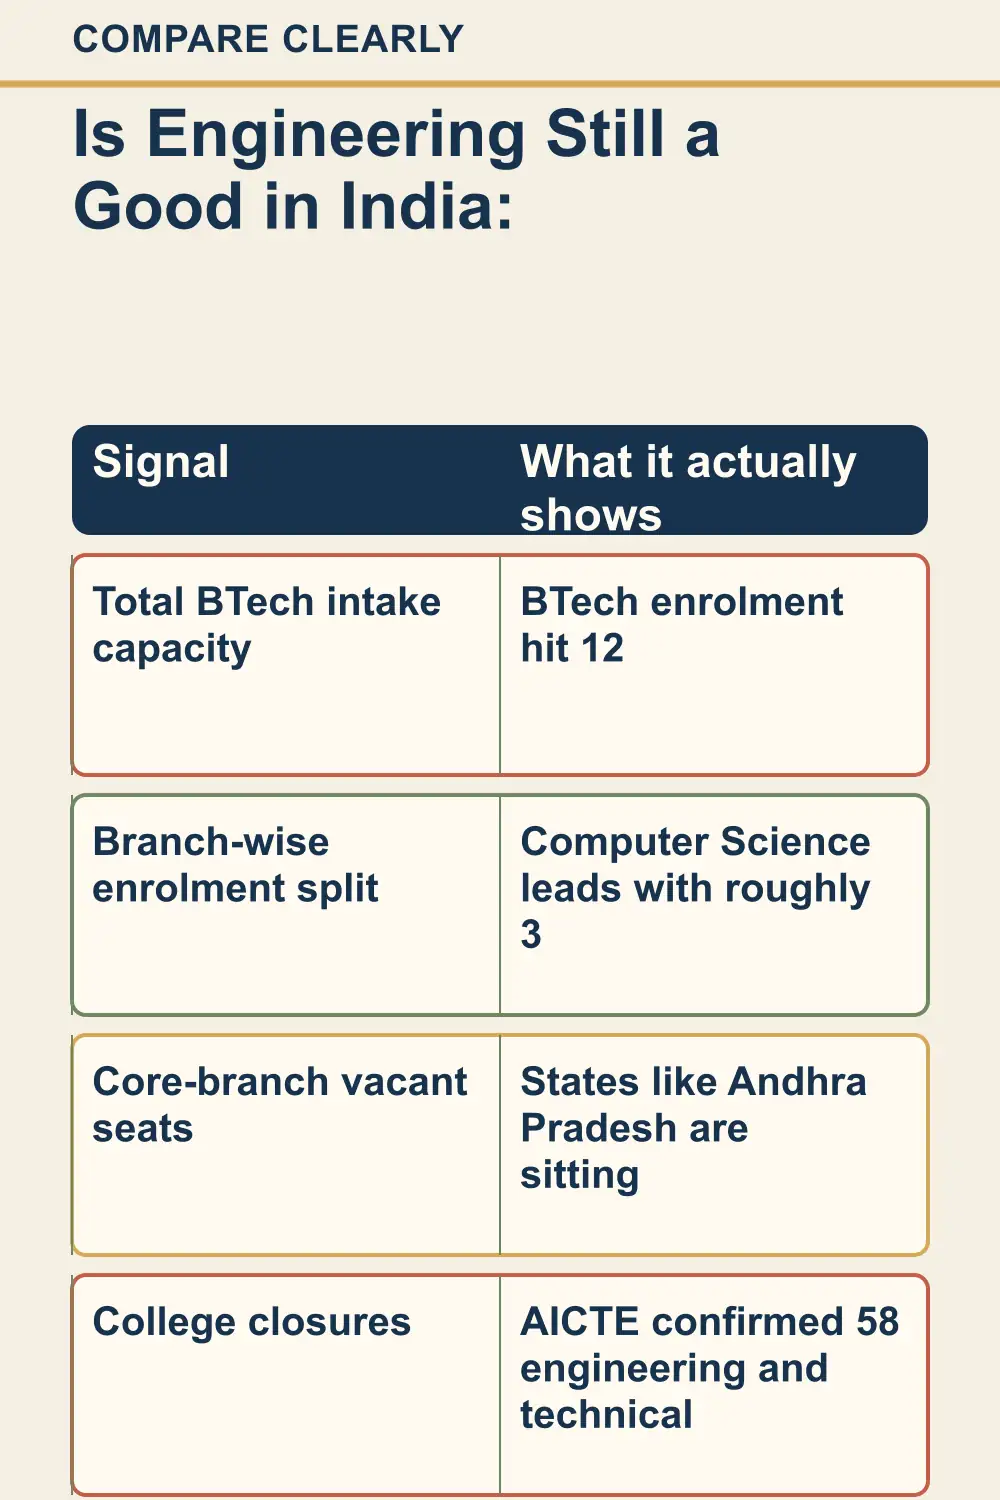 COMPARE CLEARLY
Is Engineering Still a
Good in India:
Signal
What it actually
shows
Total BTech intake
capacity
BTech enrolment
hit 12
Branch-wise
enrolment split
Computer Science
leads with roughly
3
Core-branch vacant
seats
States like Andhra
Pradesh are
sitting
College closures
AICTE confirmed 58
engineering and
technical